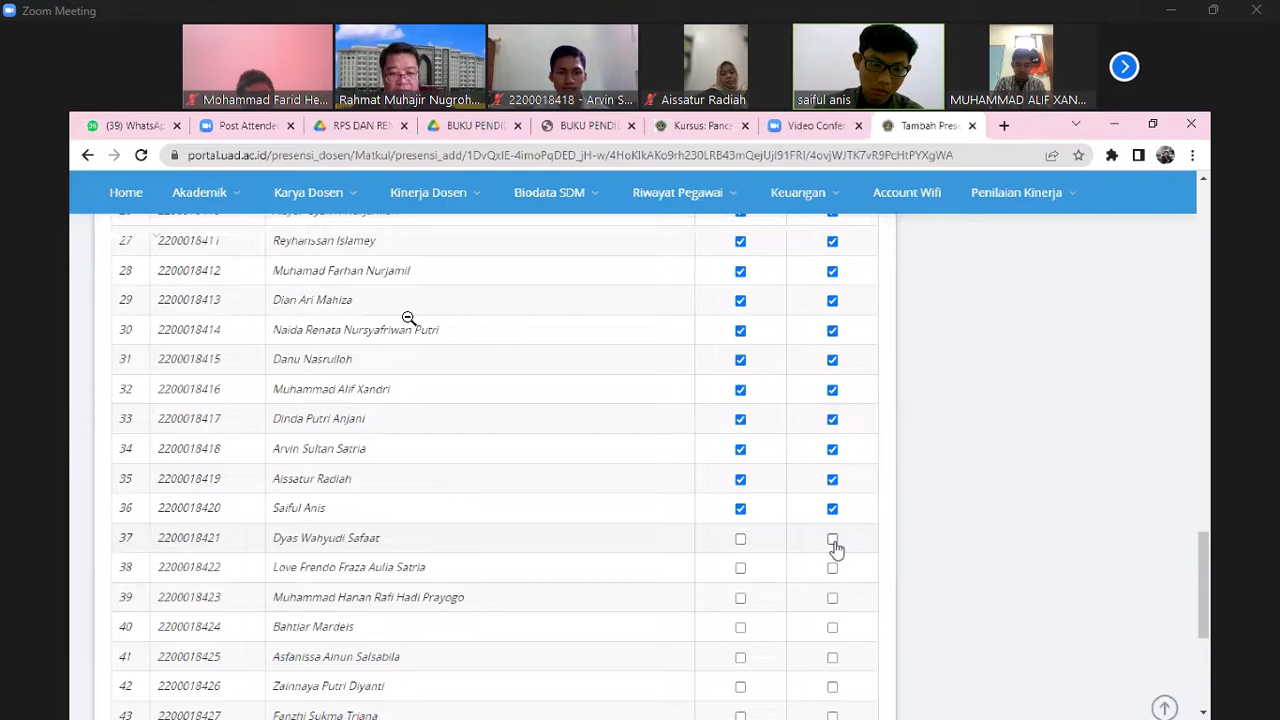 Zoom Meeting
Mohammad Farid He...
Rahmat Muhajir Nugroh...
2200018418 - Arvin S...
Aissatur Radiah
saiful anis
MUHAMMAD ALIF XAN...
(39) WhatsAp
Post Attende
RPS DAN RE
BUKU PENDI
BUKU PENDI
Kursus: Panca
Video Confer
Tambah Pres
portal.uad.ac.id/presensi_dosen/Matkul/presensi_add/
Home
Akademik
Karya Dosen
Kinerja Dosen
Biodata SDM
Riwayat Pegawai
Keuangan
Account Wifi
Penilaian Kinerja
27 2200018411 Reyhanssan Islamey
28 2200018412 Muhamad Farhan Nurjamil
29 2200018413 Dian Ari Mahiza
30 2200018414 Naida Renata Nursyafriwan Putri
31 2200018415 Danu Nasrulloh
32 2200018416 Muhammad Alif Xandri
33 2200018417 Dinda Putri Anjani
34 2200018418 Arvin Sultan Satria
35 2200018419 Aissatur Radiah
36 2200018420 Saiful Anis
37 2200018421 Dyas Wahyudi Safaat
38 2200018422 Love Frendo Fraza Aulia Satria
39 2200018423 Muhammad Hanan Rafi Hadi Prayogo
40 2200018424 Bahtiar Mardeis
41 2200018425 Asfanissa Ainun Salsabila
42 2200018426 Zainnaya Putri Diyanti
43 2200018427 Fanzhi Sukma Triana